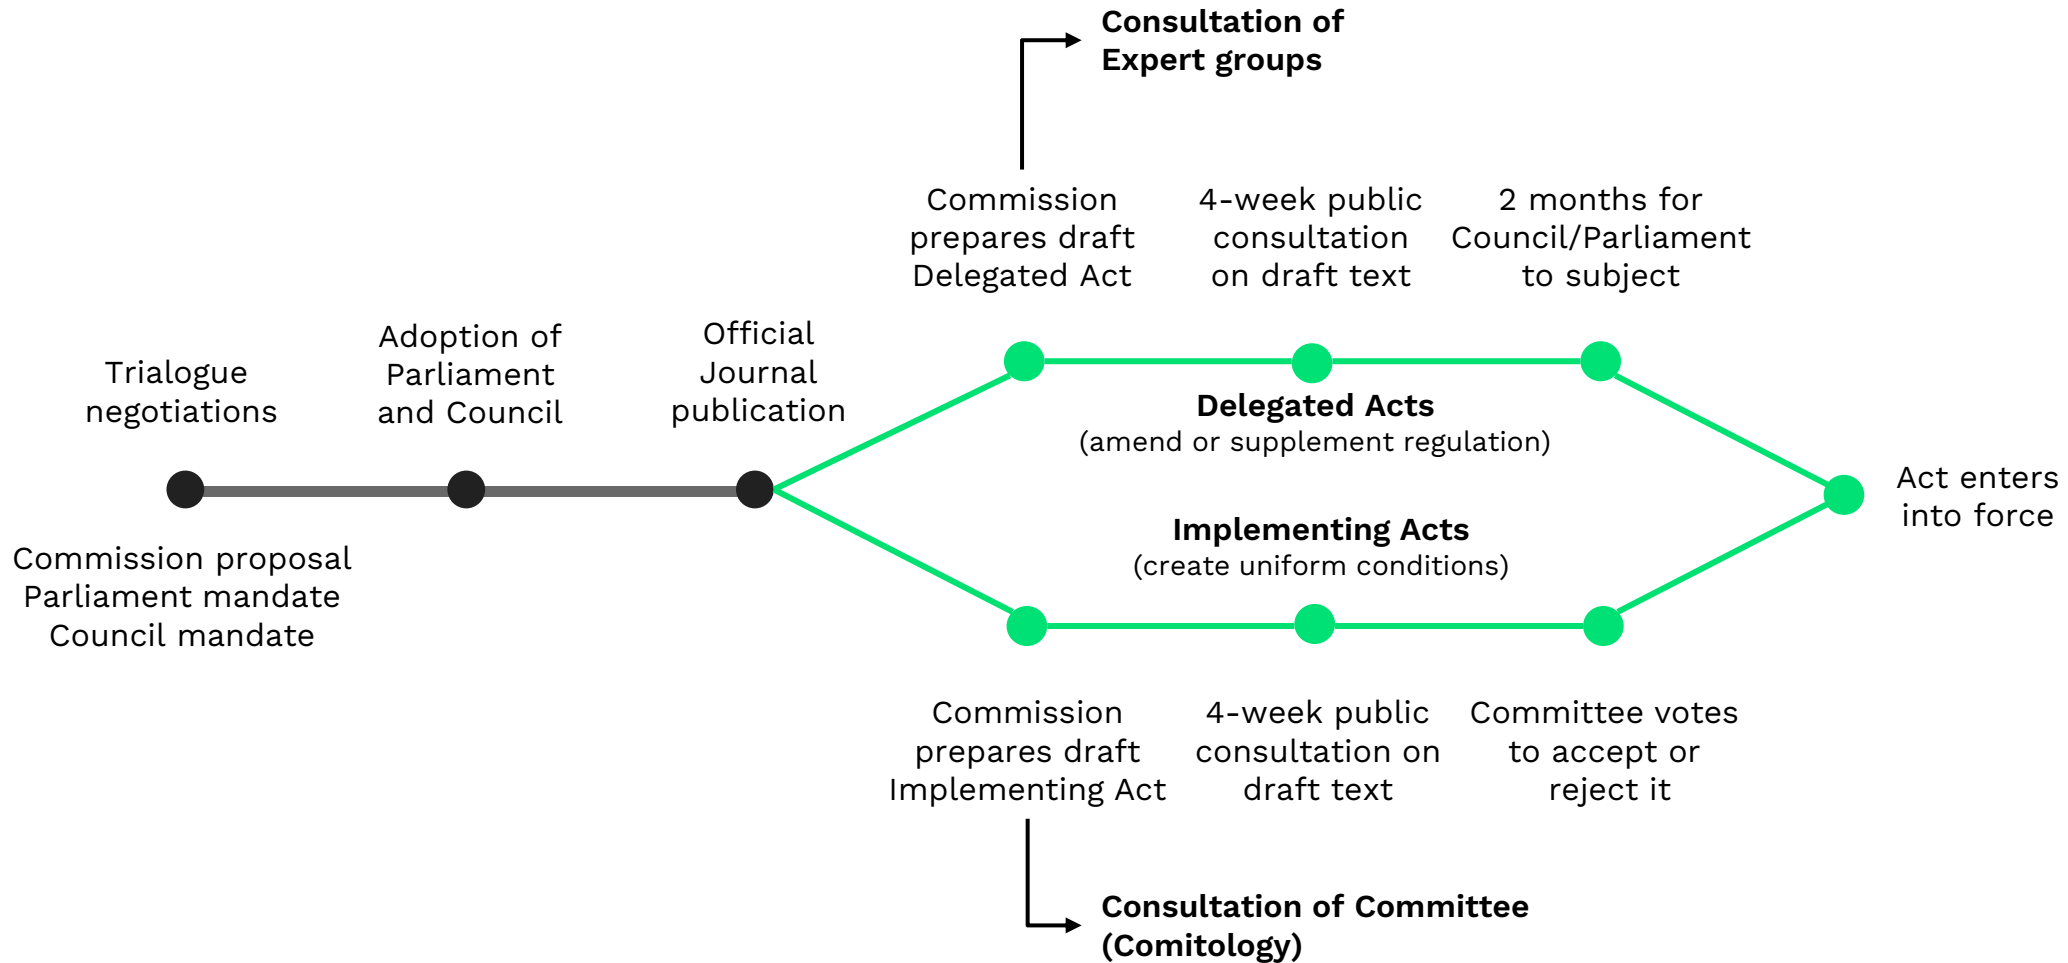 Consultation of
Expert groups
Commission
prepares draft
Delegated Act
4-week public
consultation
on draft text
2 months for
Council/Parliament
to subject
Trialogue
negotiations
Adoption of
Parliament
and Council
Official
Journal
publication
Delegated Acts
(amend or supplement regulation)
Implementing Acts
(create uniform conditions)
Act enters
into force
Commission proposal
Parliament mandate
Council mandate
Commission
prepares draft
Implementing Act
4-week public
consultation on
draft text
Committee votes
to accept or
reject it
Consultation of Committee
(Comitology)